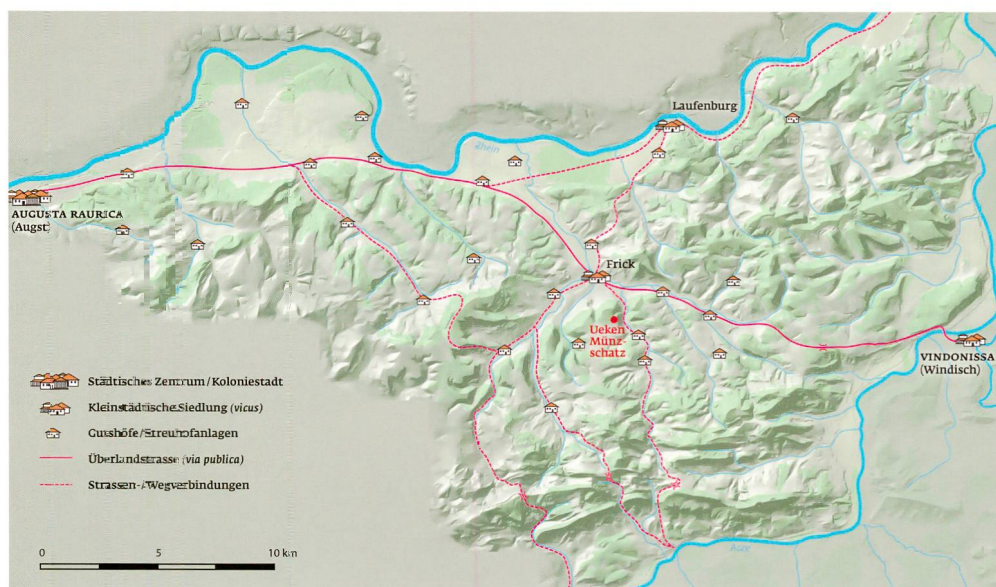 Laufenburg
Rhein
AUGUSTA RAURICA
(Augst)
Frick
Ueken
Münz-
schatz
VINDONISSA
(Windisch)
Städtisches Zentrum/Koloniestadt
Kleinstädtische Siedlung (vicus)
Gutshöfe/Streuhofanlagen
Überlandstrasse (via publica)
Strassen-/Wegverbindungen
Aare
0 5 10 km